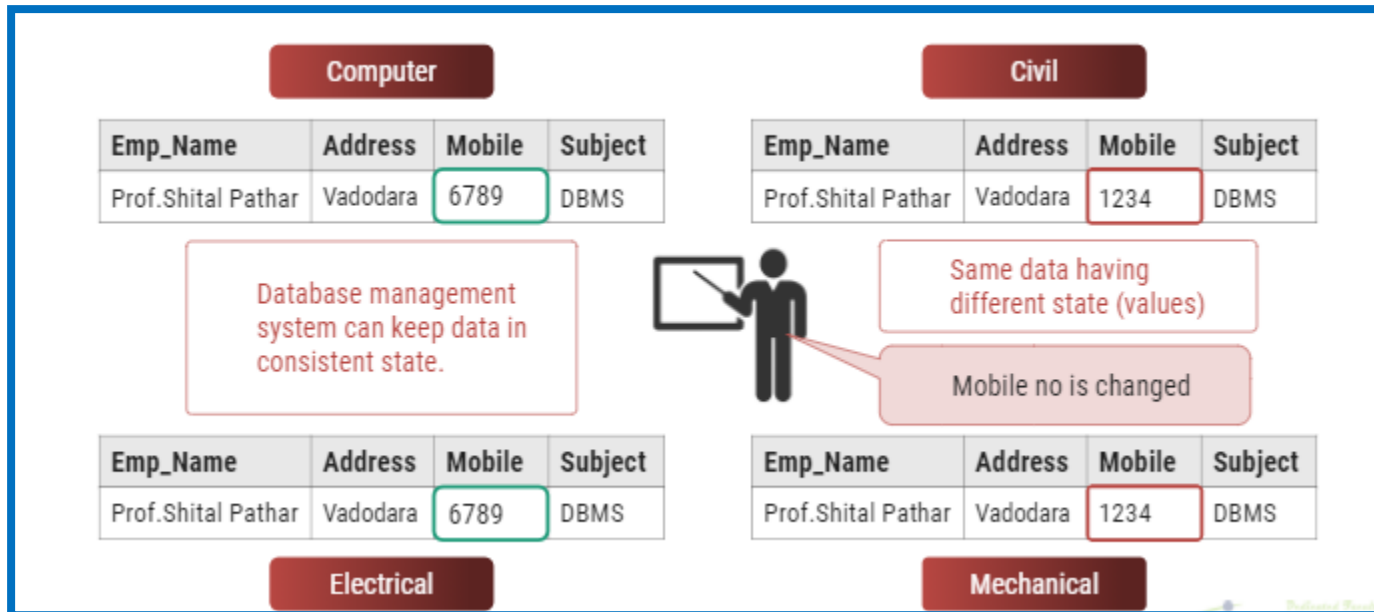 Computer
Civil
Emp_Name Address Mobile Subject
Prof.Shital Pathar Vadodara 6789 DBMS
Emp_Name Address Mobile Subject
Prof.Shital Pathar Vadodara 1234 DBMS
Database management
system can keep data in
consistent state.
Same data having
different state (values)
Mobile no is changed
Emp_Name Address Mobile Subject
Prof.Shital Pathar Vadodara 6789 DBMS
Emp_Name Address Mobile Subject
Prof.Shital Pathar Vadodara 1234 DBMS
Electrical
Mechanical